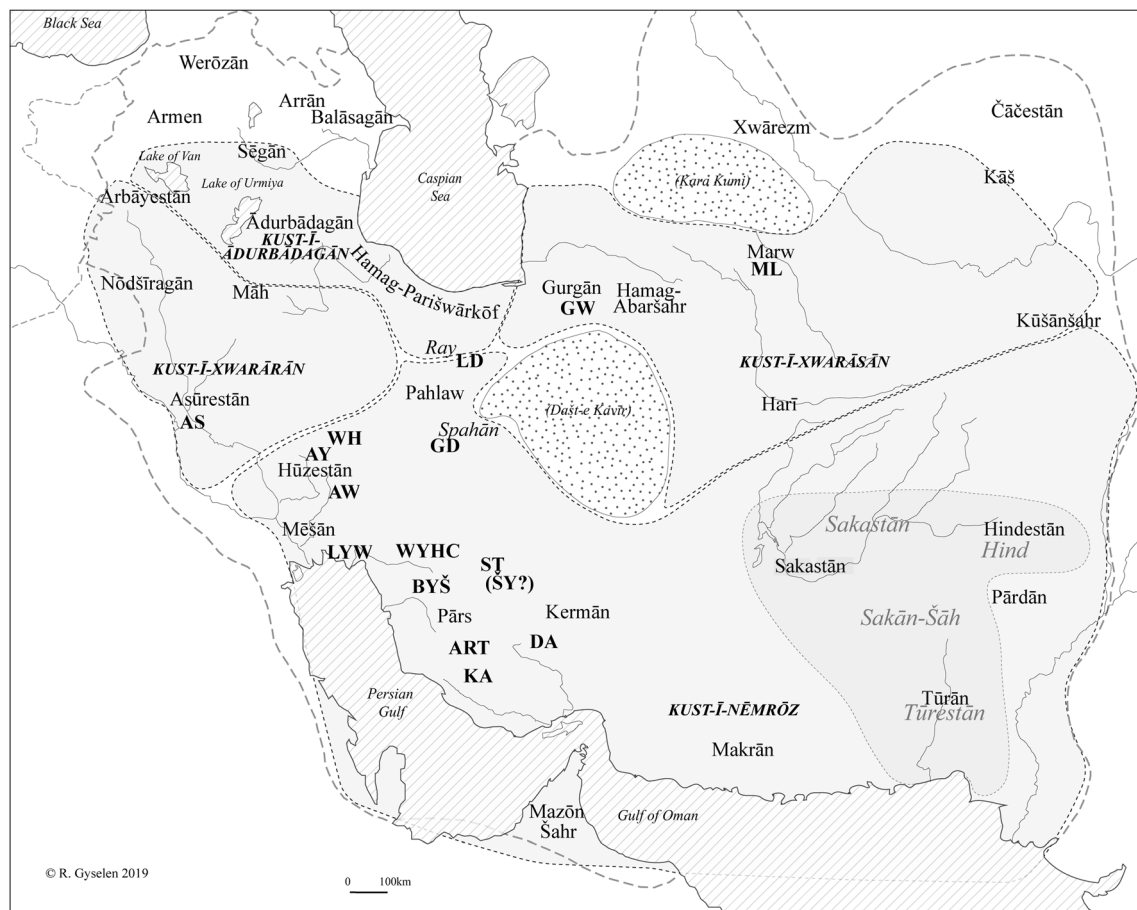 Black Sea
Werōzān
Arrān
Balāsagān
Armen
Čāčestān
Xwārezm
Sēgān
Lake of Van
Lake of Urmiya
Caspian
Sea
(Kara Kumi)
Kāš
Arbāyestān
Ādurbādagān
KUST-Ī-
ĀDURBĀDAGĀN
Hamag-Parišwārkōf
Marw
ML
Nōdšīragān
Māh
Gurgān
GW
Hamag-
Abaršahr
Kūšānšahr
Ray
LD
KUST-Ī-XWARĀRĀN
KUST-Ī-XWARĀSĀN
Asūrestān
AS
Pahlaw
(Dašt-e Kavīr)
Harī
Spahān
GD
WH
AY
Hūzestān
AW
Mēšān
Sakastān
Hindestān
Hind
LYW
WYHC
ST
(ŠY?)
BYŠ
Sakastān
Pārdān
Pārs
Kermān
Sakān-Šāh
ART
DA
KA
Persian
Gulf
KUST-Ī-NĒMRŌZ
Tūrān
Tūrestān
Makrān
Mazōn
Šahr
Gulf of Oman
© R. Gyselen 2019
0 100km